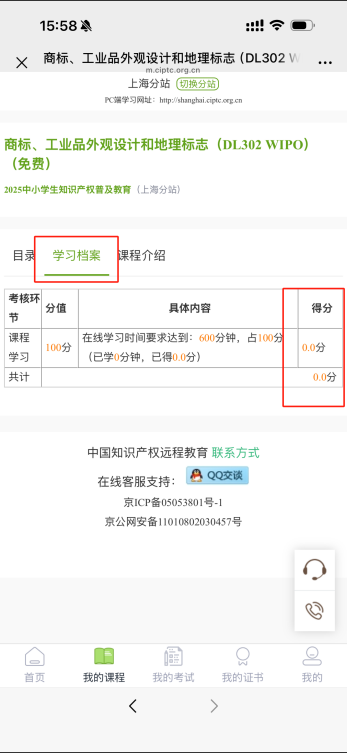 15:58
商标、工业品外观设计和地理标志（DL302 W
m.ciptc.org.cn
上海分站 切换分站
PC端学习网址：http://shanghai.ciptc.org.cn
商标、工业品外观设计和地理标志（DL302 WIPO）
（免费）
2025中小学生知识产权普及教育（上海分站）
目录 学习档案 课程介绍
考核环节 分值 具体内容 得分
课程学习 100分 在线学习时间要求达到：600分钟，占100分
（已学0分钟，已得0.0分） 0.0分
共计 0.0分
中国知识产权远程教育 联系方式
在线客服支持： QQ交谈
京ICP备05053801号-1
京公网安备11010802030457号
首页 我的课程 我的考试 我的证书 我的